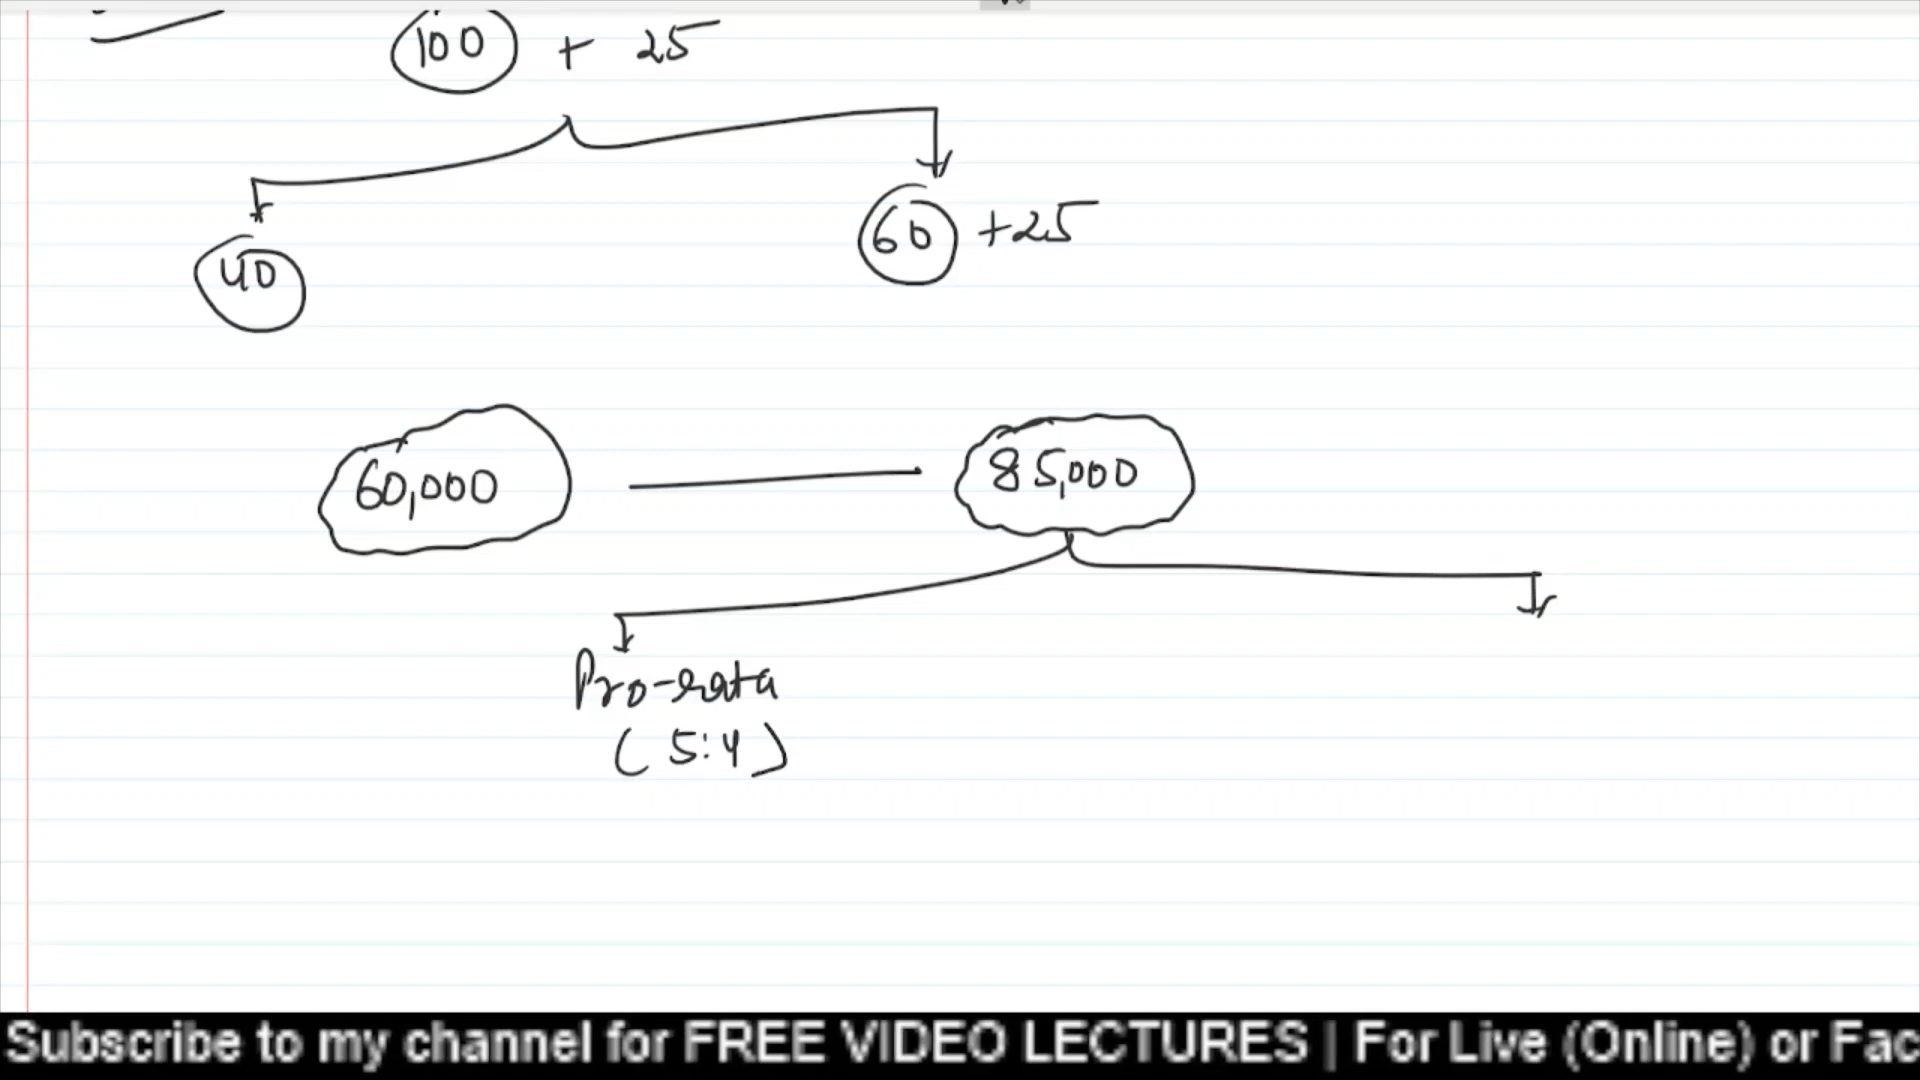 100 + 25
40
60 +25
60,000
85,000
Pro-rata
(5:4)
Subscribe to my channel for FREE VIDEO LECTURES | For Live (Online) or Fac